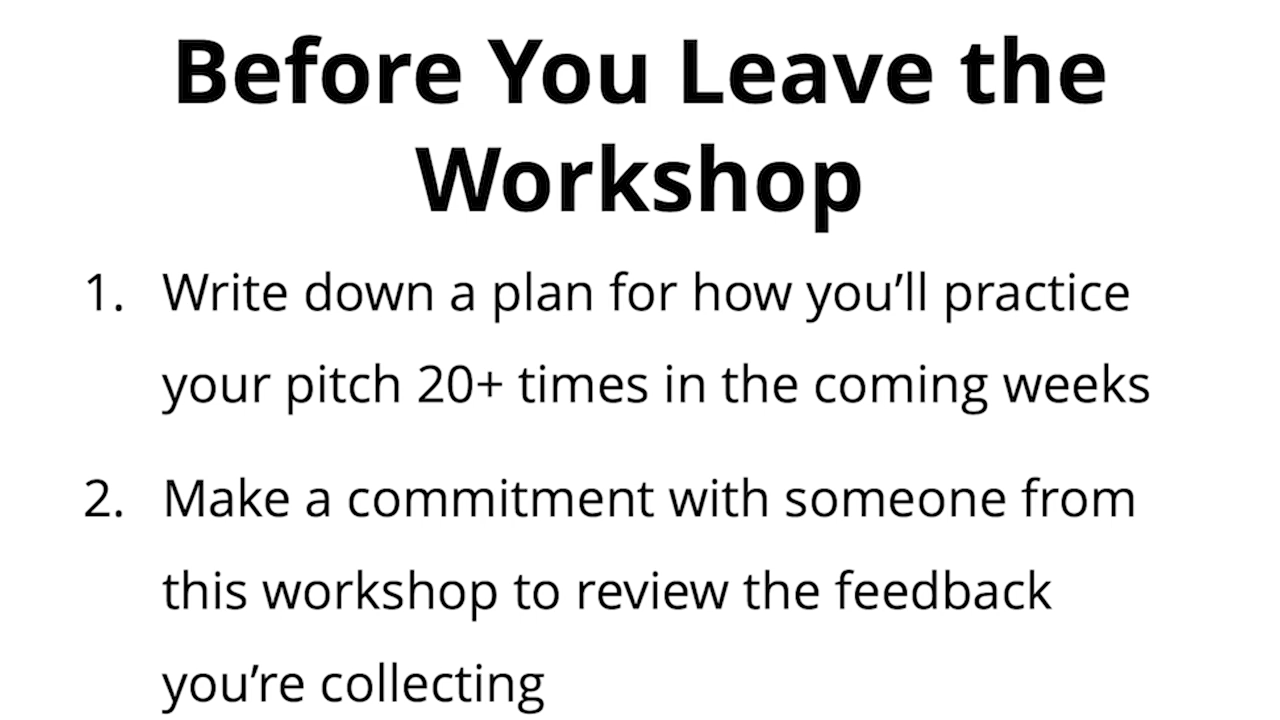 Before You Leave the
Workshop
1. Write down a plan for how you’ll practice
your pitch 20+ times in the coming weeks
2. Make a commitment with someone from
this workshop to review the feedback
you’re collecting